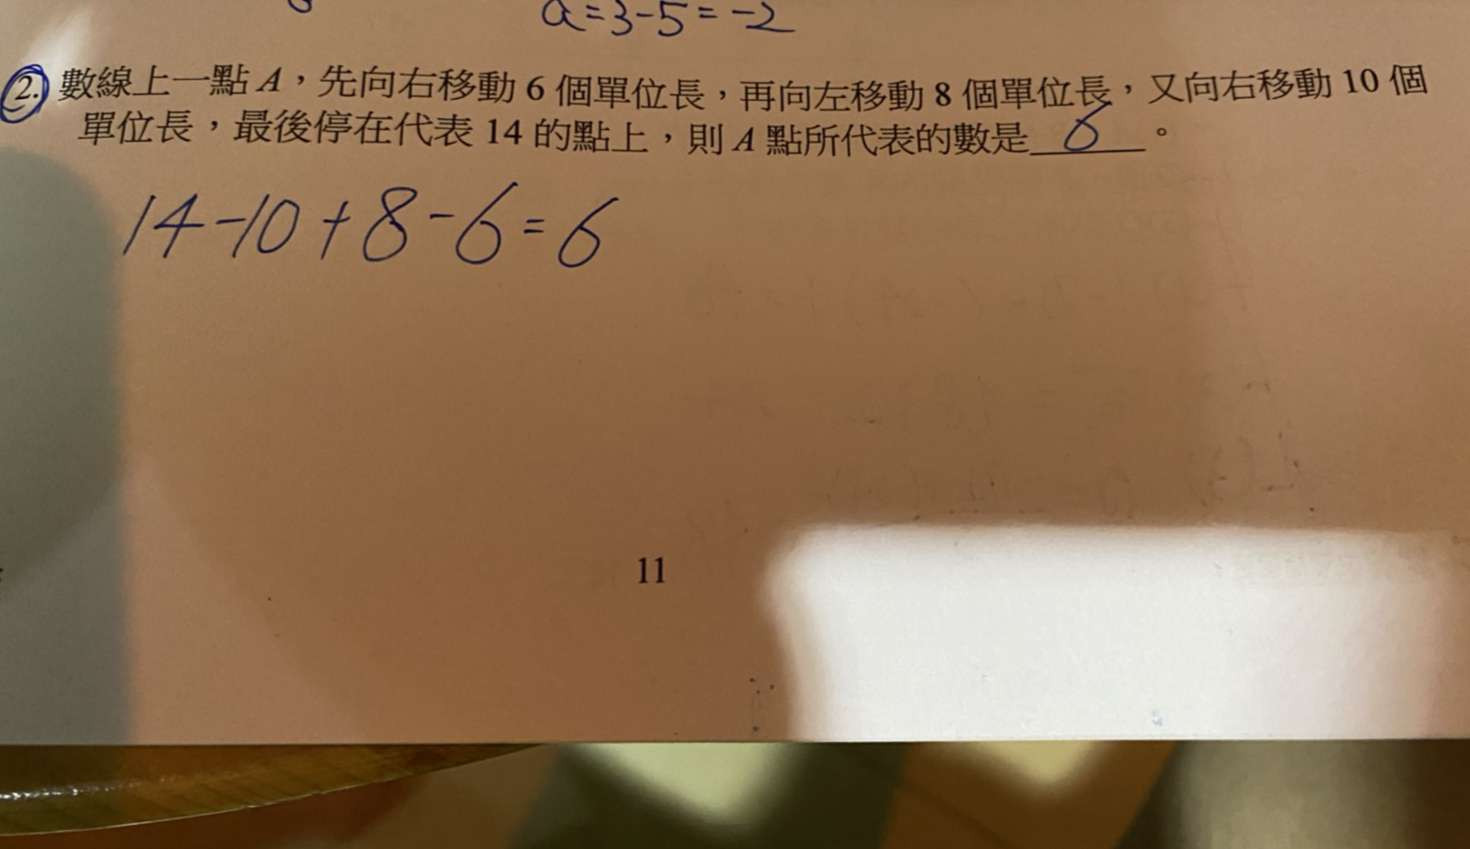 a=3-5=-2
2. 數線上一點 A，先向右移動 6 個單位長，再向左移動 8 個單位長，又向右移動 10 個
單位長，最後停在代表 14 的點上，則 A 點所代表的數是 6 。
14-10+8-6=6
11